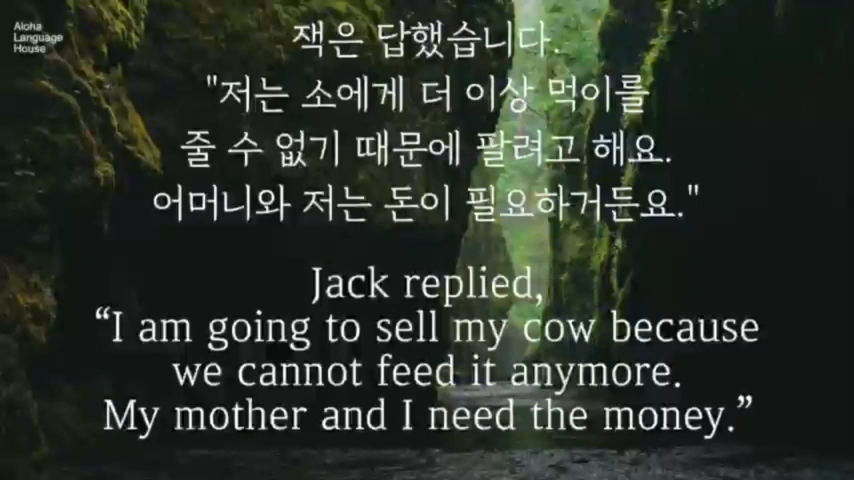 Aloha
Language
House
잭은 답했습니다.
"저는 소에게 더 이상 먹이를
줄 수 없기 때문에 팔려고 해요.
어머니와 저는 돈이 필요하거든요."
Jack replied,
“I am going to sell my cow because
we cannot feed it anymore.
My mother and I need the money.”